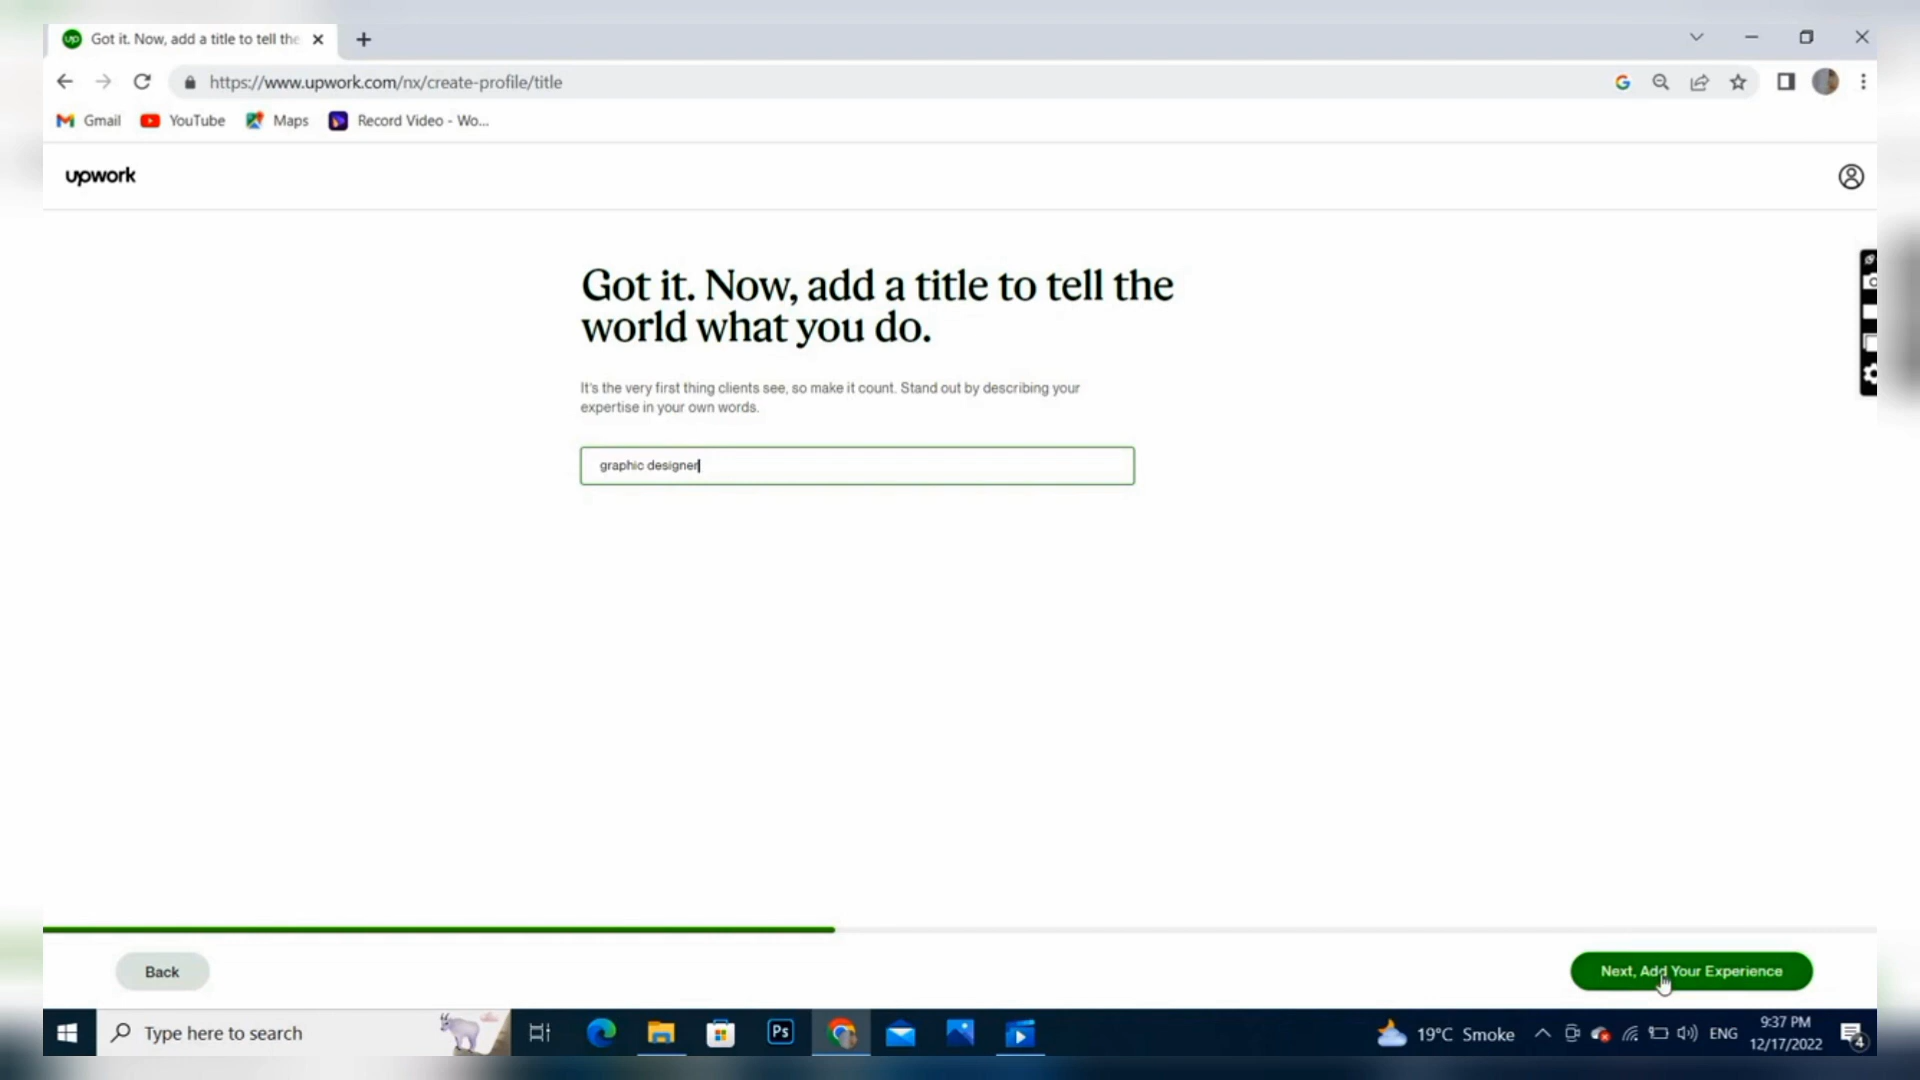 Got it. Now, add a title to tell the
https://www.upwork.com/nx/create-profile/title
Gmail
YouTube
Maps
Record Video - Wo...
upwork
Got it. Now, add a title to tell the
world what you do.
It's the very first thing clients see, so make it count. Stand out by describing your
expertise in your own words.
graphic designer
Back
Next, Add Your Experience
Type here to search
Ps
19°C Smoke
ENG
9:37 PM
12/17/2022
4